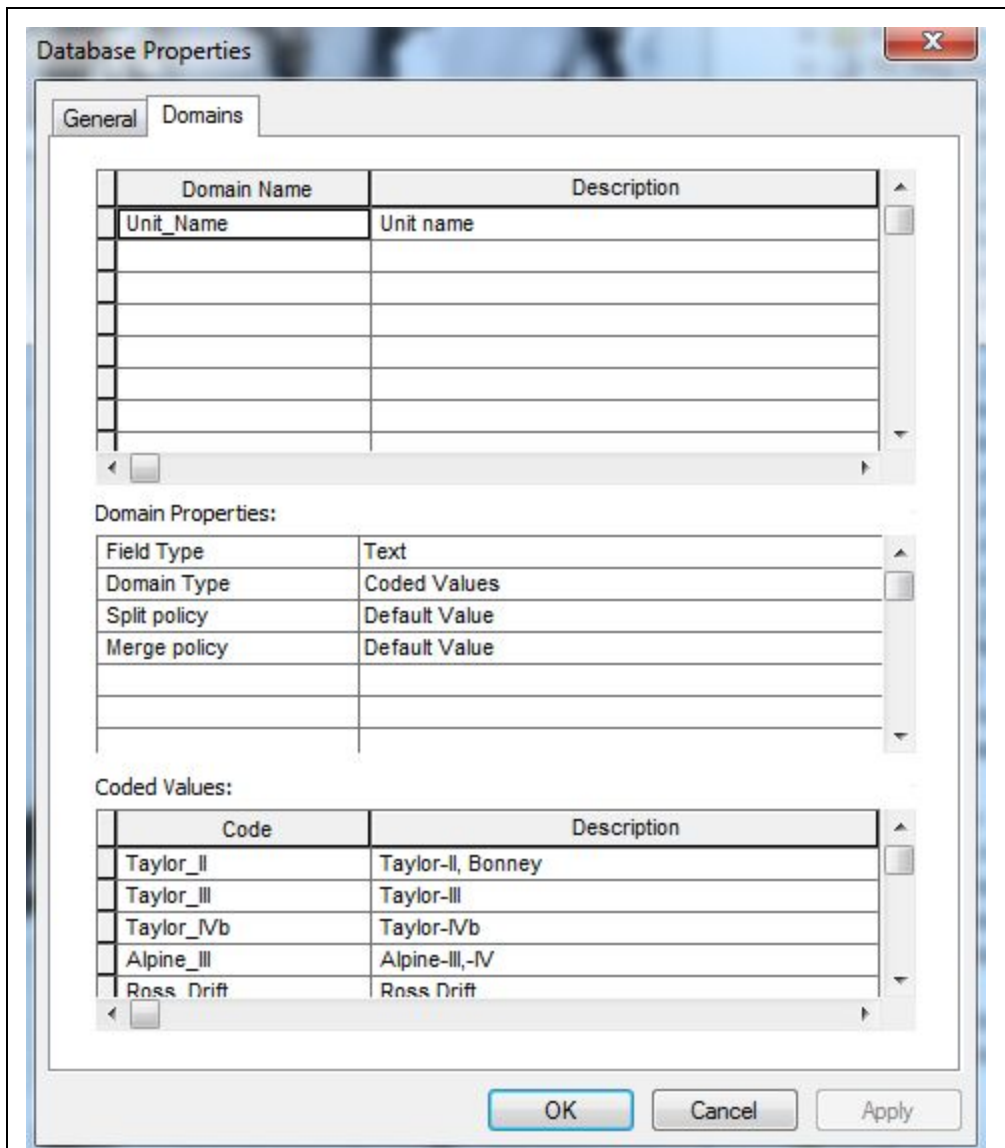 Database Properties
General Domains
Domain Name Description
Unit_Name Unit name
Domain Properties:
Field Type Text
Domain Type Coded Values
Split policy Default Value
Merge policy Default Value
Coded Values:
Code Description
Taylor_II Taylor-II, Bonney
Taylor_III Taylor-III
Taylor_IVb Taylor-IVb
Alpine_III Alpine-III,-IV
Ross_Drift Ross Drift
OK Cancel Apply